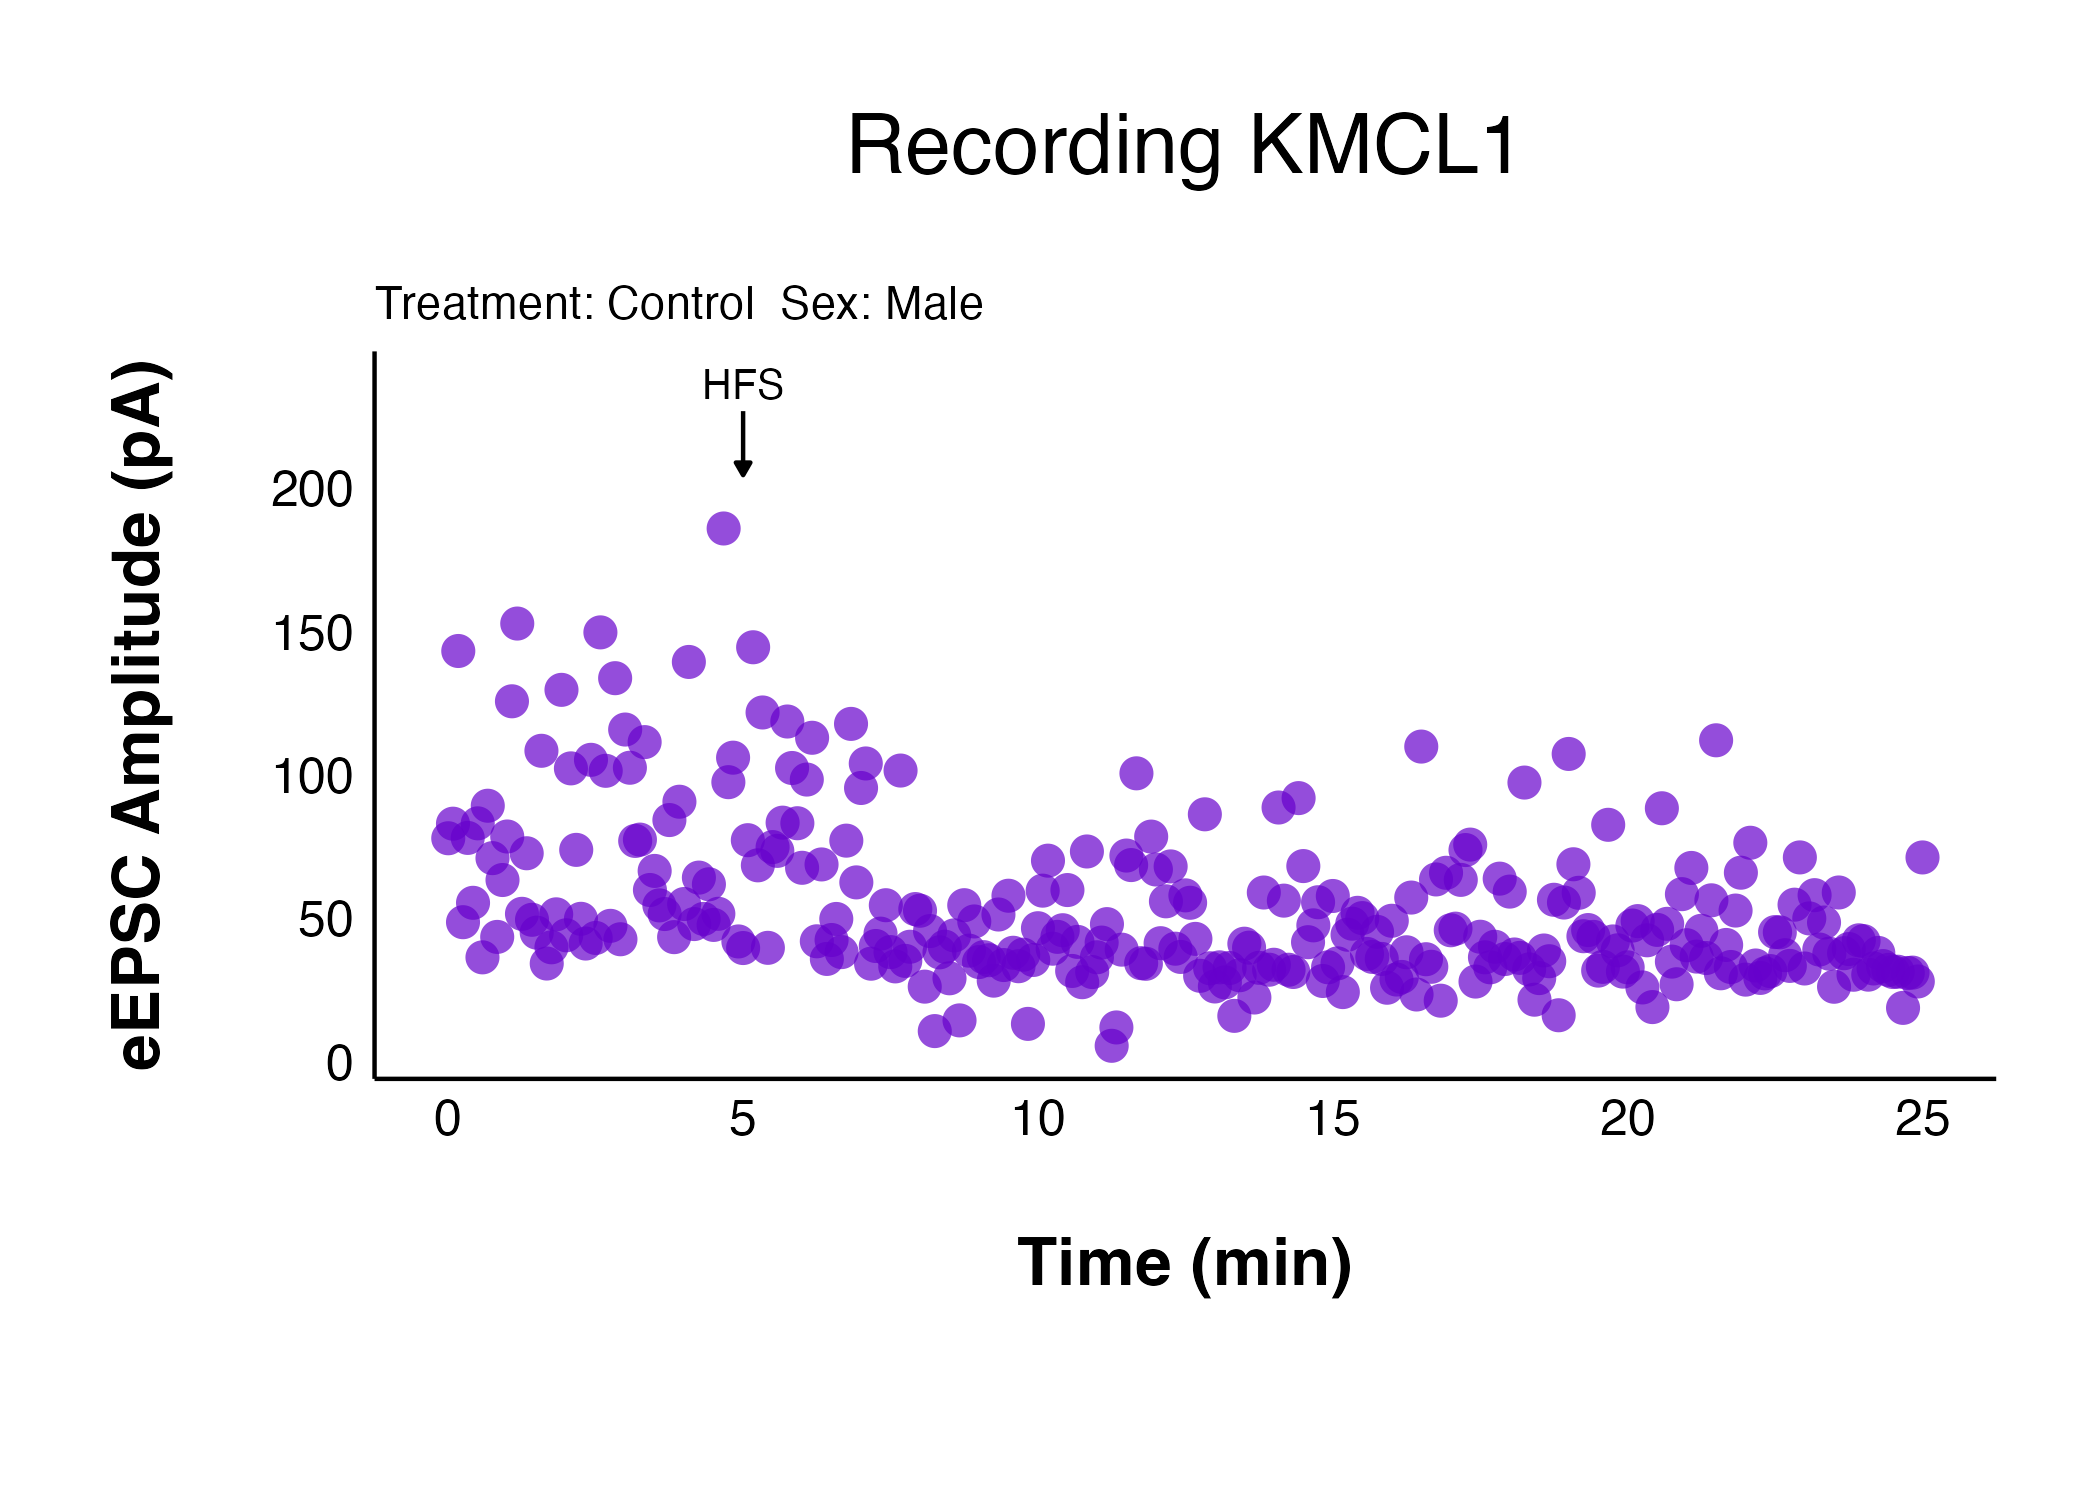 Recording KMCL1
Treatment: Control  Sex: Male
HFS
eEPSC Amplitude (pA)
200
150
100
50
0
0 5 10 15 20 25
Time (min)